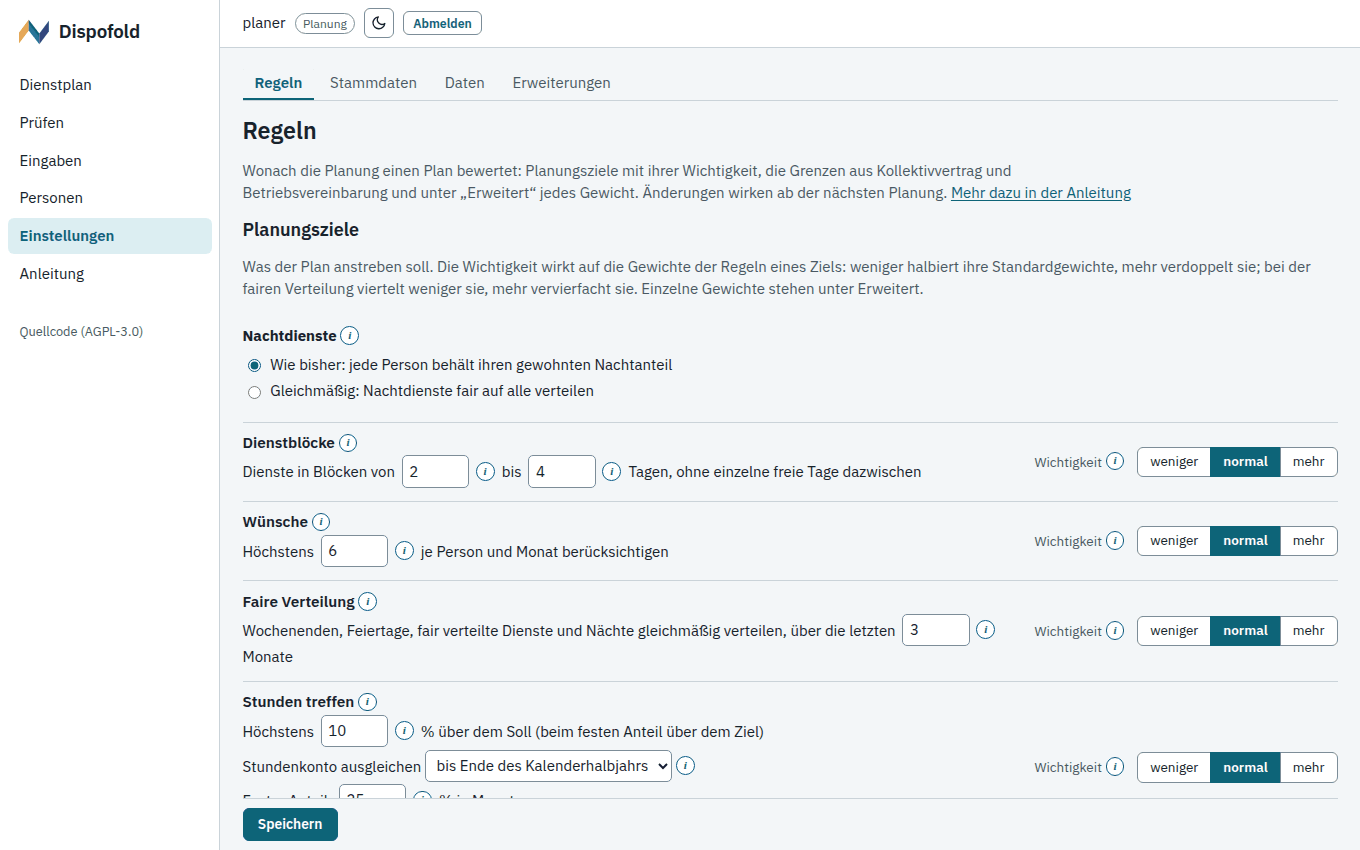 Dispofold
planer Planung Abmelden
Dienstplan
Prüfen
Eingaben
Personen
Einstellungen
Anleitung
Quellcode (AGPL-3.0)
Regeln Stammdaten Daten Erweiterungen
Regeln
Wonach die Planung einen Plan bewertet: Planungsziele mit ihrer Wichtigkeit, die Grenzen aus Kollektivvertrag und
Betriebsvereinbarung und unter „Erweitert“ jedes Gewicht. Änderungen wirken ab der nächsten Planung. Mehr dazu in der Anleitung
Planungsziele
Was der Plan anstreben soll. Die Wichtigkeit wirkt auf die Gewichte der Regeln eines Ziels: weniger halbiert ihre Standardgewichte, mehr verdoppelt sie; bei der
fairen Verteilung viertelt weniger sie, mehr vervierfacht sie. Einzelne Gewichte stehen unter Erweitert.
Nachtdienste i
Wie bisher: jede Person behält ihren gewohnten Nachtanteil
Gleichmäßig: Nachtdienste fair auf alle verteilen
Dienstblöcke i
Dienste in Blöcken von 2 i bis 4 i Tagen, ohne einzelne freie Tage dazwischen
Wichtigkeit i weniger normal mehr
Wünsche i
Höchstens 6 i je Person und Monat berücksichtigen
Wichtigkeit i weniger normal mehr
Faire Verteilung i
Wochenenden, Feiertage, fair verteilte Dienste und Nächte gleichmäßig verteilen, über die letzten 3 i
Monate
Wichtigkeit i weniger normal mehr
Stunden treffen i
Höchstens 10 i % über dem Soll (beim festen Anteil über dem Ziel)
Stundenkonto ausgleichen bis Ende des Kalenderhalbjahrs i
Wichtigkeit i weniger normal mehr
Speichern